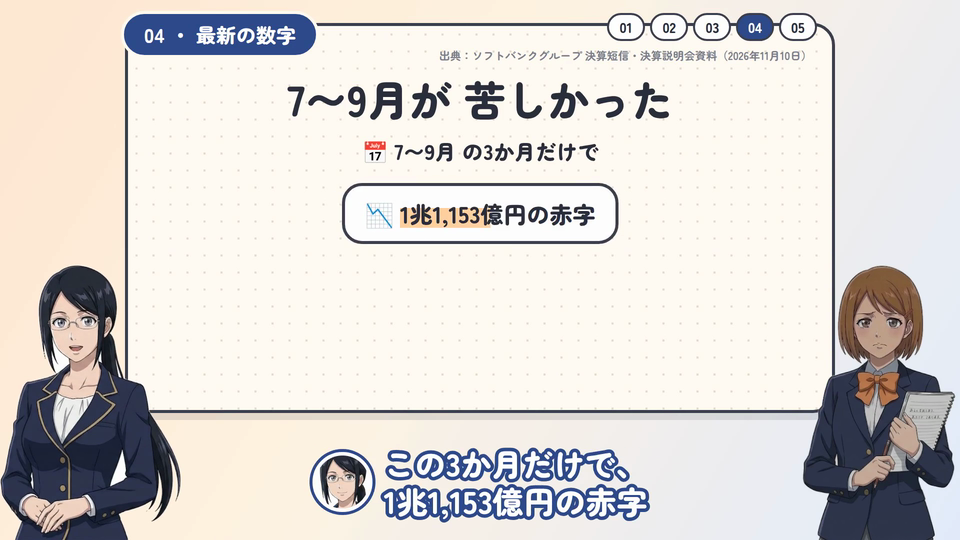 04 ・ 最新の数字
01 02 03 04 05
出典：ソフトバンクグループ 決算短信・決算説明会資料（2026年11月10日）
7〜9月が 苦しかった
July 17 7〜9月 の3か月だけで
1兆1,153億円の赤字
この3か月だけで、
1兆1,153億円の赤字